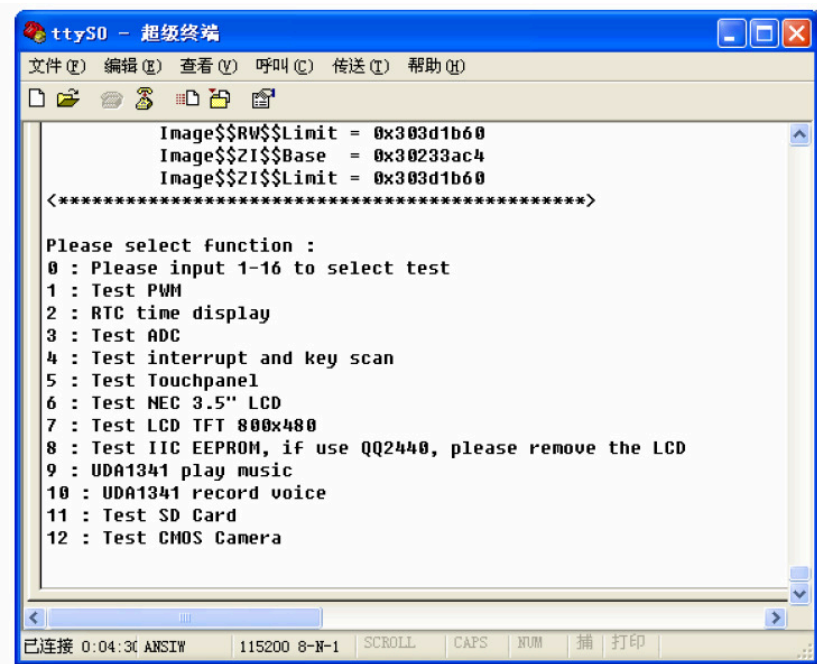 ttyS0 - 超级终端
文件(F) 编辑(E) 查看(V) 呼叫(C) 传送(T) 帮助(H)
Image$$RW$$Limit = 0x303d1b60
Image$$ZI$$Base  = 0x30233ac4
Image$$ZI$$Limit = 0x303d1b60
<***********************************************>
Please select function :
0 : Please input 1-16 to select test
1 : Test PWM
2 : RTC time display
3 : Test ADC
4 : Test interrupt and key scan
5 : Test Touchpanel
6 : Test NEC 3.5'' LCD
7 : Test LCD TFT 800x480
8 : Test IIC EEPROM, if use QQ2440, please remove the LCD
9 : UDA1341 play music
10 : UDA1341 record voice
11 : Test SD Card
12 : Test CMOS Camera
已连接 0:04:30 ANSIW 115200 8-N-1 SCROLL CAPS NUM 捕 打印